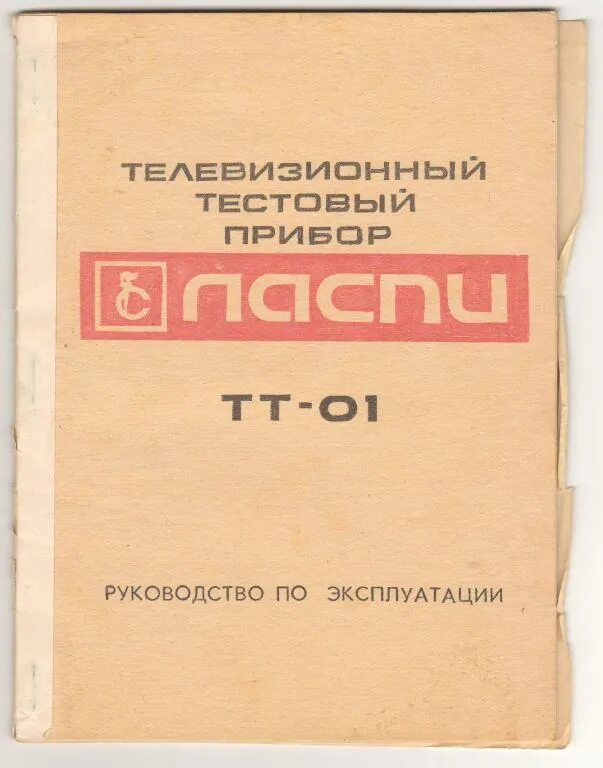 ТЕЛЕВИЗИОННЫЙ
ТЕСТОВЫЙ
ПРИБОР
ЛАСПИ
ТТ-01
РУКОВОДСТВО ПО ЭКСПЛУАТАЦИИ